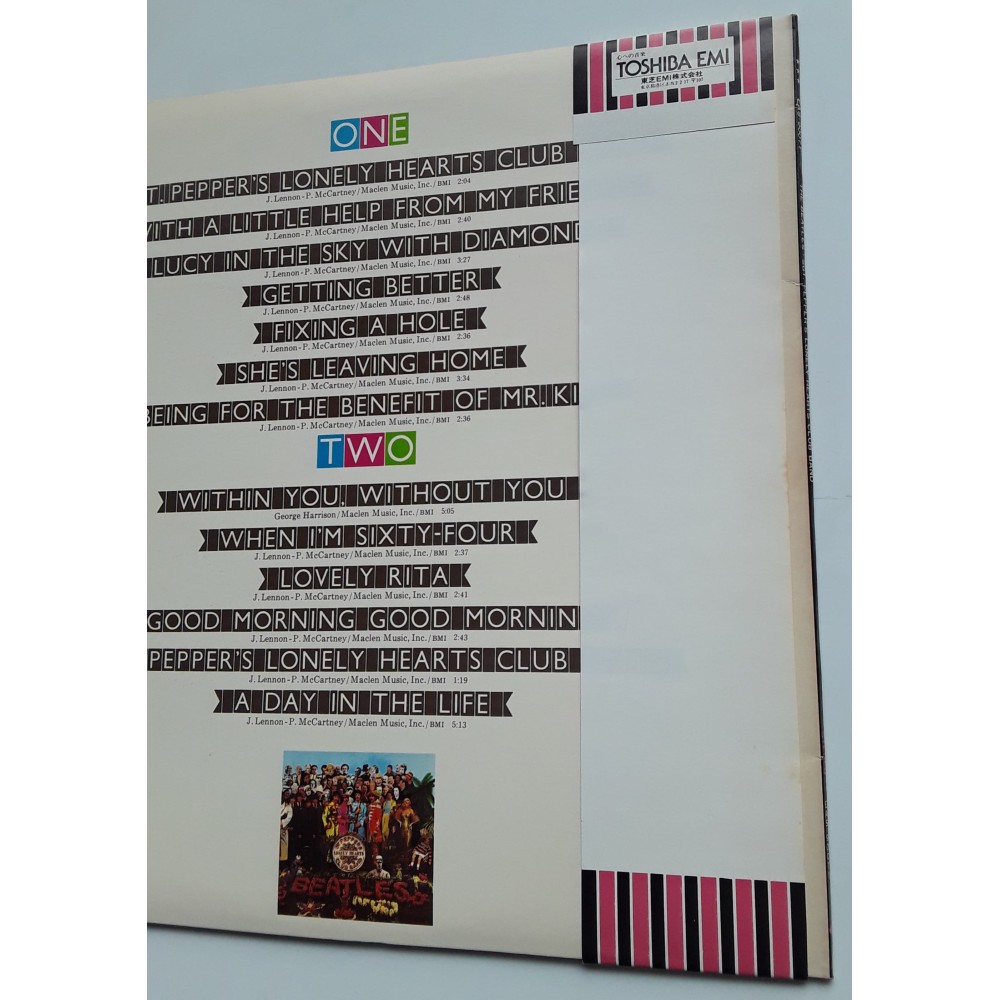 心への音楽
TOSHIBA EMI
東芝EMI株式会社
ONE
T. PEPPER'S LONELY HEARTS CLUB
J. Lennon-P. McCartney/Maclen Music, Inc./BMI 2:04
WITH A LITTLE HELP FROM MY FRIE
J. Lennon-P. McCartney/Maclen Music, Inc./BMI 2:40
LUCY IN THE SKY WITH DIAMOND
J. Lennon-P. McCartney/Maclen Music, Inc./BMI 3:27
GETTING BETTER
J. Lennon-P. McCartney/Maclen Music, Inc./BMI 2:48
FIXING A HOLE
J. Lennon-P. McCartney/Maclen Music, Inc./BMI 2:36
SHE'S LEAVING HOME
J. Lennon-P. McCartney/Maclen Music, Inc./BMI 3:34
BEING FOR THE BENEFIT OF MR. KI
J. Lennon-P. McCartney/Maclen Music, Inc./BMI 2:36
TWO
WITHIN YOU, WITHOUT YOU
George Harrison/Maclen Music, Inc./BMI 5:05
WHEN I'M SIXTY-FOUR
J. Lennon-P. McCartney/Maclen Music, Inc./BMI 2:37
LOVELY RITA
J. Lennon-P. McCartney/Maclen Music, Inc./BMI 2:41
GOOD MORNING GOOD MORNIN
J. Lennon-P. McCartney/Maclen Music, Inc./BMI 2:43
PEPPER'S LONELY HEARTS CLUB
J. Lennon-P. McCartney/Maclen Music, Inc./BMI 1:19
A DAY IN THE LIFE
J. Lennon-P. McCartney/Maclen Music, Inc./BMI 5:13
LONELY HEARTS
BEATLES